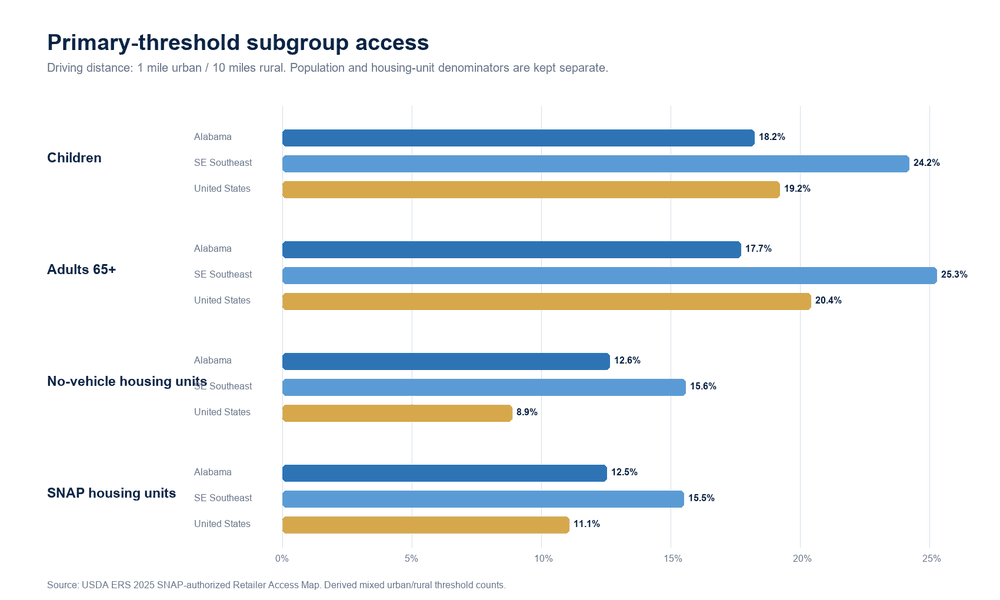 Primary-threshold subgroup access
Driving distance: 1 mile urban / 10 miles rural. Population and housing-unit denominators are kept separate.
Children
Alabama 18.2%
SE Southeast 24.2%
United States 19.2%
Adults 65+
Alabama 17.7%
SE Southeast 25.3%
United States 20.4%
No-vehicle housing units
Alabama 12.6%
SE Southeast 15.6%
United States 8.9%
SNAP housing units
Alabama 12.5%
SE Southeast 15.5%
United States 11.1%
0% 5% 10% 15% 20% 25%
Source: USDA ERS 2025 SNAP-authorized Retailer Access Map. Derived mixed urban/rural threshold counts.